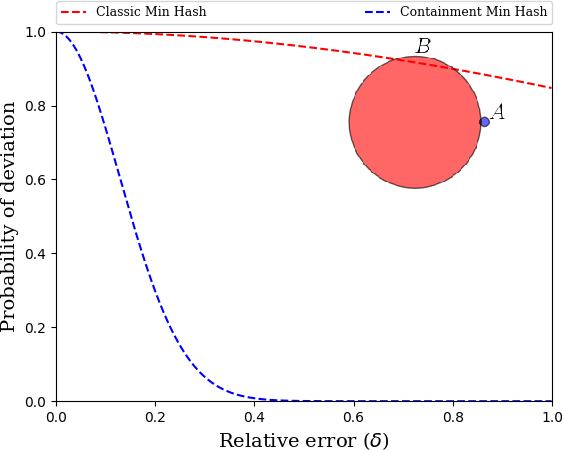 Classic Min Hash Containment Min Hash
B
A
Probability of deviation
1.0
0.8
0.6
0.4
0.2
0.0
0.0 0.2 0.4 0.6 0.8 1.0
Relative error (δ)